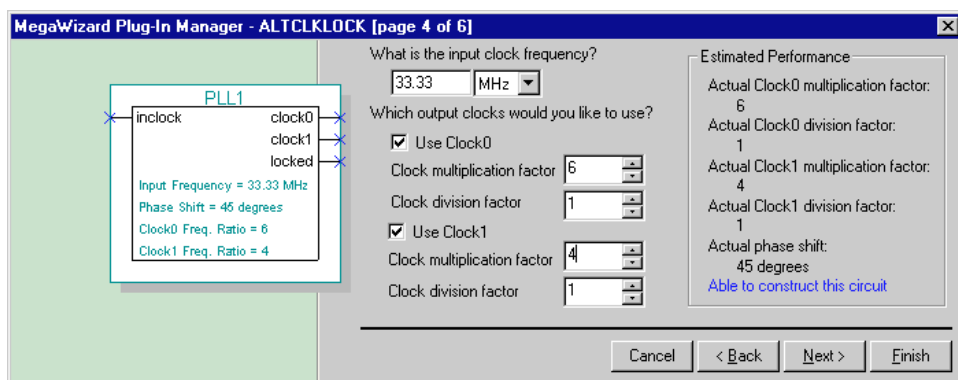 MegaWizard Plug-In Manager - ALTCLKLOCK [page 4 of 6]
PLL1
inclock
clock0
clock1
locked
Input Frequency = 33.33 MHz
Phase Shift = 45 degrees
Clock0 Freq. Ratio = 6
Clock1 Freq. Ratio = 4
What is the input clock frequency?
33.33 MHz
Which output clocks would you like to use?
Use Clock0
Clock multiplication factor 6
Clock division factor 1
Use Clock1
Clock multiplication factor 4
Clock division factor 1
Estimated Performance
Actual Clock0 multiplication factor:
6
Actual Clock0 division factor:
1
Actual Clock1 multiplication factor:
4
Actual Clock1 division factor:
1
Actual phase shift:
45 degrees
Able to construct this circuit
Cancel
< Back
Next >
Finish